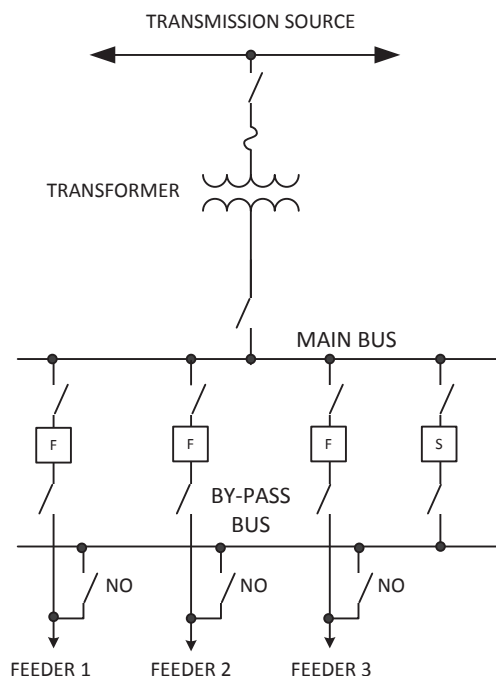 TRANSMISSION SOURCE
TRANSFORMER
MAIN BUS
F
F
F
S
BY-PASS
BUS
NO
NO
NO
FEEDER 1
FEEDER 2
FEEDER 3